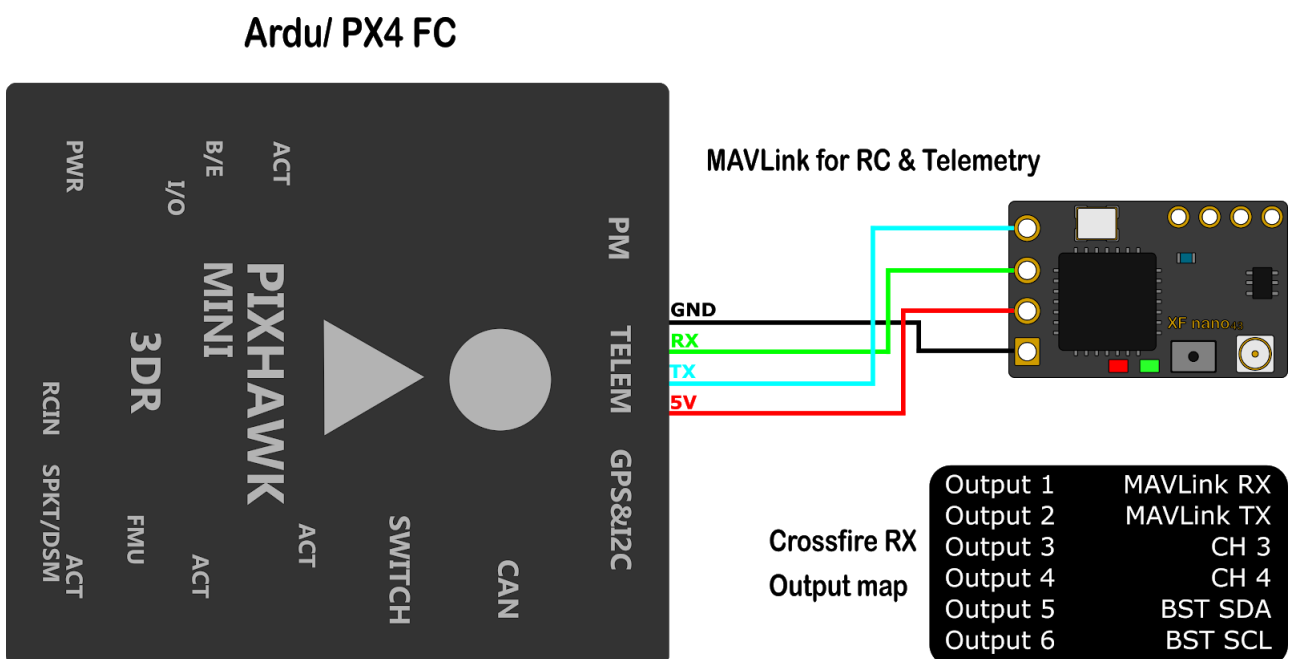 Ardu/ PX4 FC
PWR
I/O
B/E
ACT
PIXHAWK
MINI
3DR
RCIN
SPKT/DSM
ACT
FMU
ACT
ACT
SWITCH
CAN
PM
TELEM
GPS&I2C
GND
RX
TX
5V
MAVLink for RC & Telemetry
XF nano
Crossfire RX
Output map
Output 1 MAVLink RX
Output 2 MAVLink TX
Output 3 CH 3
Output 4 CH 4
Output 5 BST SDA
Output 6 BST SCL